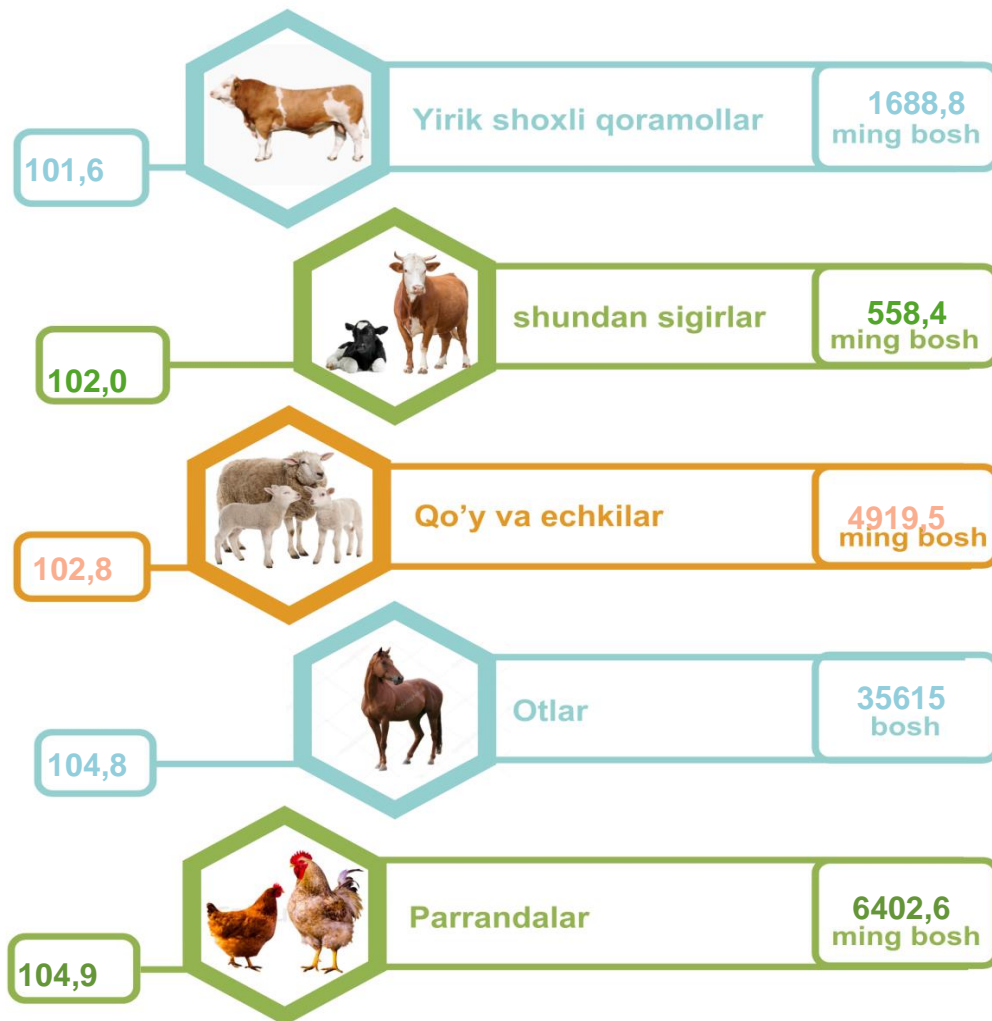 Yirik shoxli qoramollar
1688,8
ming bosh
101,6
shundan sigirlar
558,4
ming bosh
102,0
Qo’y va echkilar
4919,5
ming bosh
102,8
Otlar
35615
bosh
104,8
Parrandalar
6402,6
ming bosh
104,9